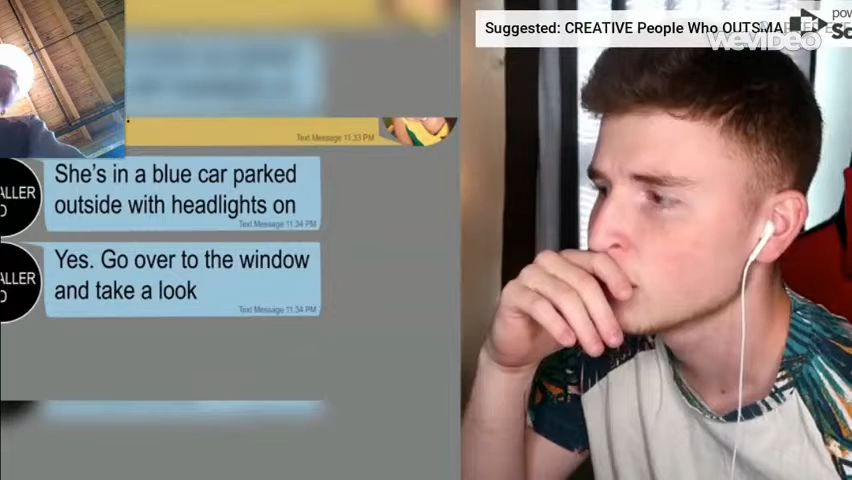 Suggested: CREATIVE People Who OUTSMA
wevideo
Text Message 11:33 PM
ALLER
She's in a blue car parked
outside with headlights on
Text Message 11:34 PM
ALLER
Yes. Go over to the window
and take a look
Text Message 11:34 PM